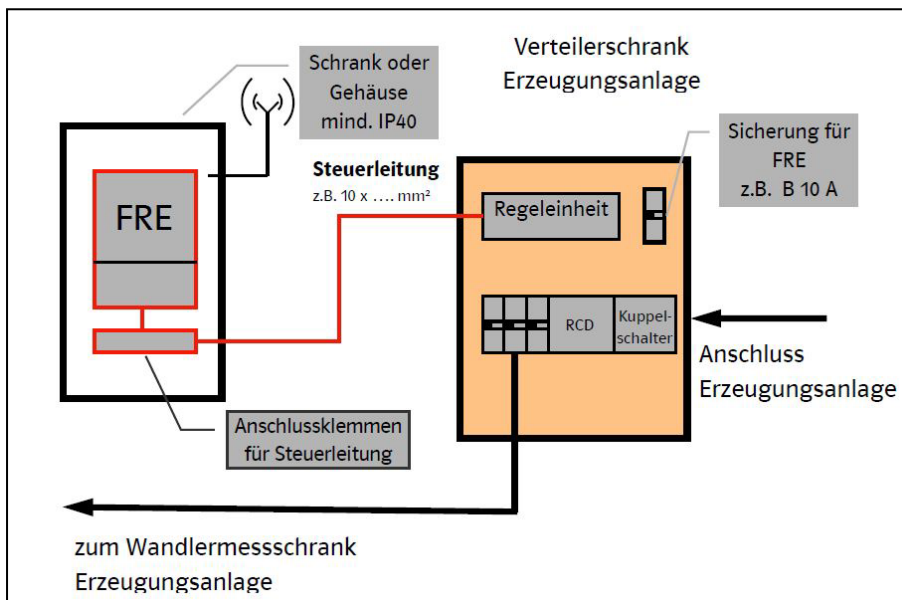 Schrank oder
Gehäuse
mind. IP40
Verteilerschrank
Erzeugungsanlage
Sicherung für
FRE
z.B. B 10 A
Steuerleitung
z.B. 10 x .... mm²
FRE
Regeleinheit
RCD
Kuppel-
schalter
Anschluss
Erzeugungsanlage
Anschlussklemmen
für Steuerleitung
zum Wandlermessschrank
Erzeugungsanlage